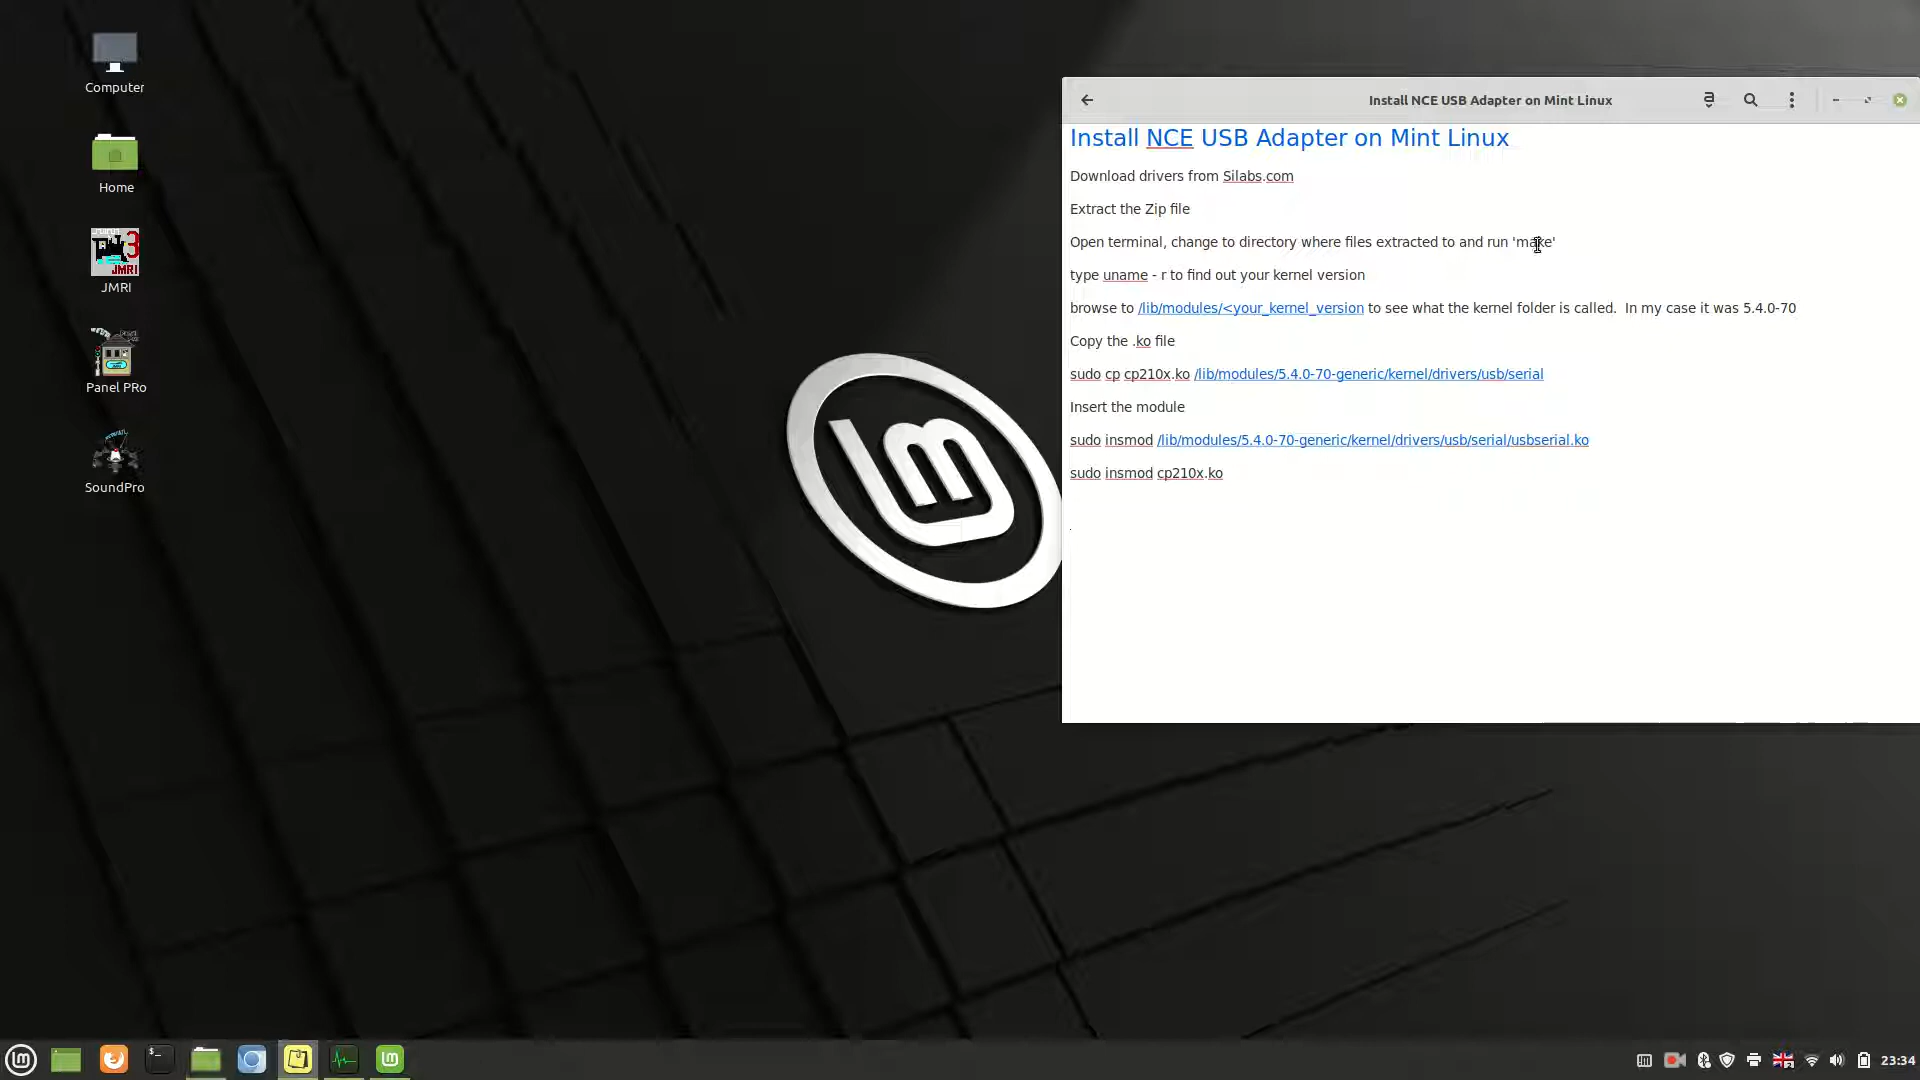 Computer
Home
3
JMRI
JMRI
Panel PRo
SoundPro
Install NCE USB Adapter on Mint Linux
Install NCE USB Adapter on Mint Linux
Download drivers from Silabs.com
Extract the Zip file
Open terminal, change to directory where files extracted to and run 'make'
type uname - r to find out your kernel version
browse to /lib/modules/<your_kernel_version to see what the kernel folder is called.  In my case it was 5.4.0-70
Copy the .ko file
sudo cp cp210x.ko /lib/modules/5.4.0-70-generic/kernel/drivers/usb/serial
Insert the module
sudo insmod /lib/modules/5.4.0-70-generic/kernel/drivers/usb/serial/usbserial.ko
sudo insmod cp210x.ko
23:34